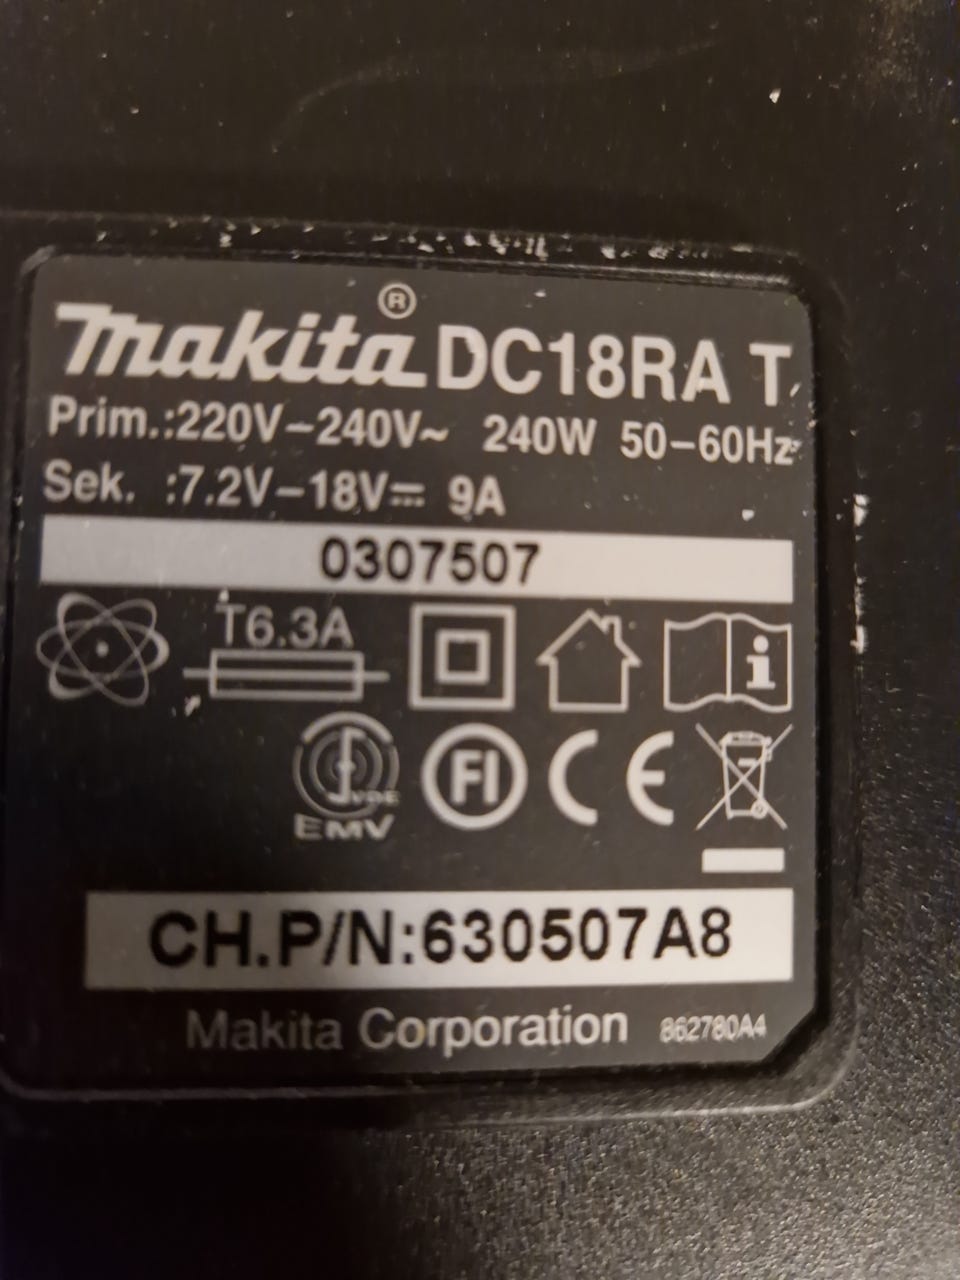 makita® DC18RA T
Prim.:220V–240V~ 240W 50–60Hz
Sek. :7.2V–18V⎓ 9A
0307507
T6.3A
i
VDE
EMV
FI
CE
CH.P/N:630507A8
Makita Corporation 862780A4